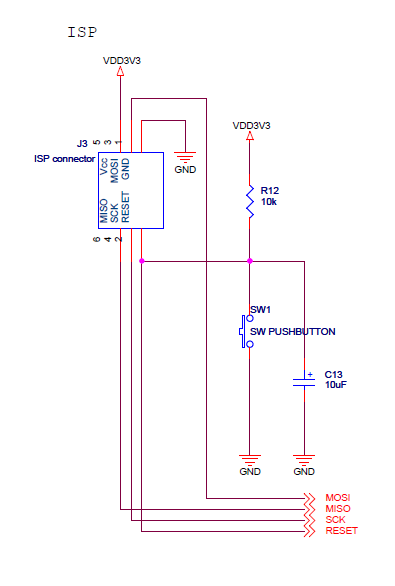 ISP
VDD3V3
VDD3V3
J3
5 3 1
ISP connector
Vcc
MOSI
GND
GND
R12
10k
MISO
SCK
RESET
6 4 2
SW1
SW PUSHBUTTON
+
C13
10uF
GND
GND
MOSI
MISO
SCK
RESET